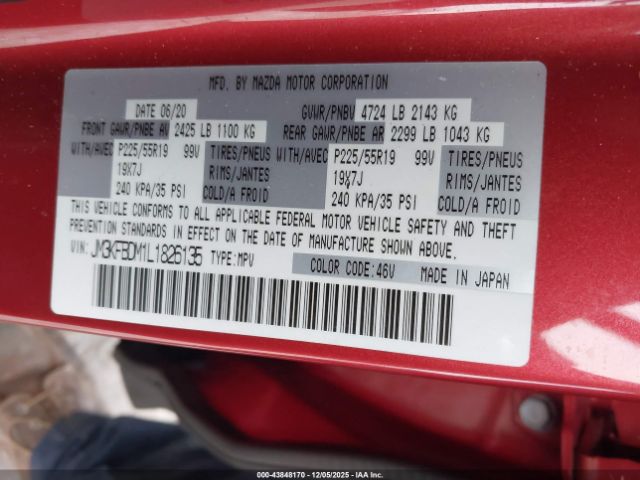 MFD. BY MAZDA MOTOR CORPORATION
DATE 06/20 GVWR/PNBV 4724 LB 2143 KG
FRONT GAWR/PNBE AV 2425 LB 1100 KG REAR GAWR/PNBE AR 2299 LB 1043 KG
WITH/AVEC P225/55R19 99V TIRES/PNEUS WITH/AVEC P225/55R19 99V TIRES/PNEUS
19X7J RIMS/JANTES 19X7J RIMS/JANTES
240 KPA/35 PSI COLD/A FROID 240 KPA/35 PSI COLD/A FROID
THIS VEHICLE CONFORMS TO ALL APPLICABLE FEDERAL MOTOR VEHICLE SAFETY AND THEFT
PREVENTION STANDARDS IN EFFECT ON THE DATE OF MANUFACTURE SHOWN ABOVE.
VIN: JM3KFBDM1L1826135 TYPE: MPV COLOR CODE: 46V MADE IN JAPAN
000-43848170 12/05/2025 - IAAI.COM